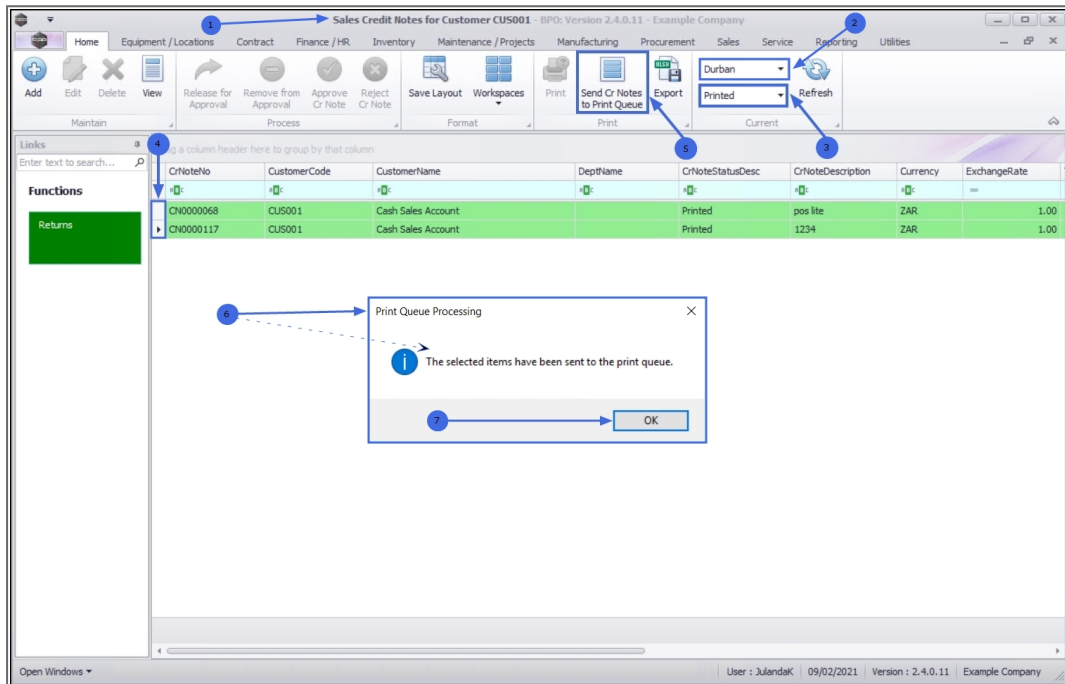 Sales Credit Notes for Customer CUS001 - BPO: Version 2.4.0.11 - Example Company
1
2
Home Equipment / Locations Contract Finance / HR Inventory Maintenance / Projects Manufacturing Procurement Sales Service Reporting Utilities
Add Edit Delete View Release for Approval Remove from Approval Approve Cr Note Reject Cr Note Save Layout Workspaces Print Send Cr Notes to Print Queue Export Durban Refresh
Printed
Maintain Process Format Print Current
5
3
Links
4
ag a column header here to group by that column
Enter text to search...
CrNoteNo CustomerCode CustomerName DeptName CrNoteStatusDesc CrNoteDescription Currency ExchangeRate
Functions
Returns
CN0000068 CUS001 Cash Sales Account Printed pos lite ZAR 1.00
CN0000117 CUS001 Cash Sales Account Printed 1234 ZAR 1.00
6
Print Queue Processing
The selected items have been sent to the print queue.
7
OK
Open Windows User : JulandaK 09/02/2021 Version : 2.4.0.11 Example Company